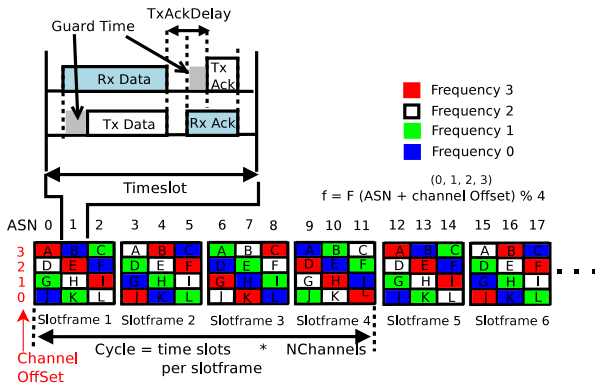 TxAckDelay
Guard Time
Rx Data
Tx Ack
Tx Data
Rx Ack
Timeslot
Frequency 3
Frequency 2
Frequency 1
Frequency 0
(0, 1, 2, 3)
f = F (ASN + channel Offset) % 4
ASN 0 1 2 3 4 5 6 7 8 9 10 11 12 13 14 15 16 17
3 A B C A B C A B C A B C A B C A B C
2 D E F D E F D E F D E F D E F D E F
1 G H I G H I G H I G H I G H I G H I
0 J K L J K L J K L J K L J K L J K L
Slotframe 1 Slotframe 2 Slotframe 3 Slotframe 4 Slotframe 5 Slotframe 6
Cycle = time slots * NChannels
per slotframe
Channel
OffSet